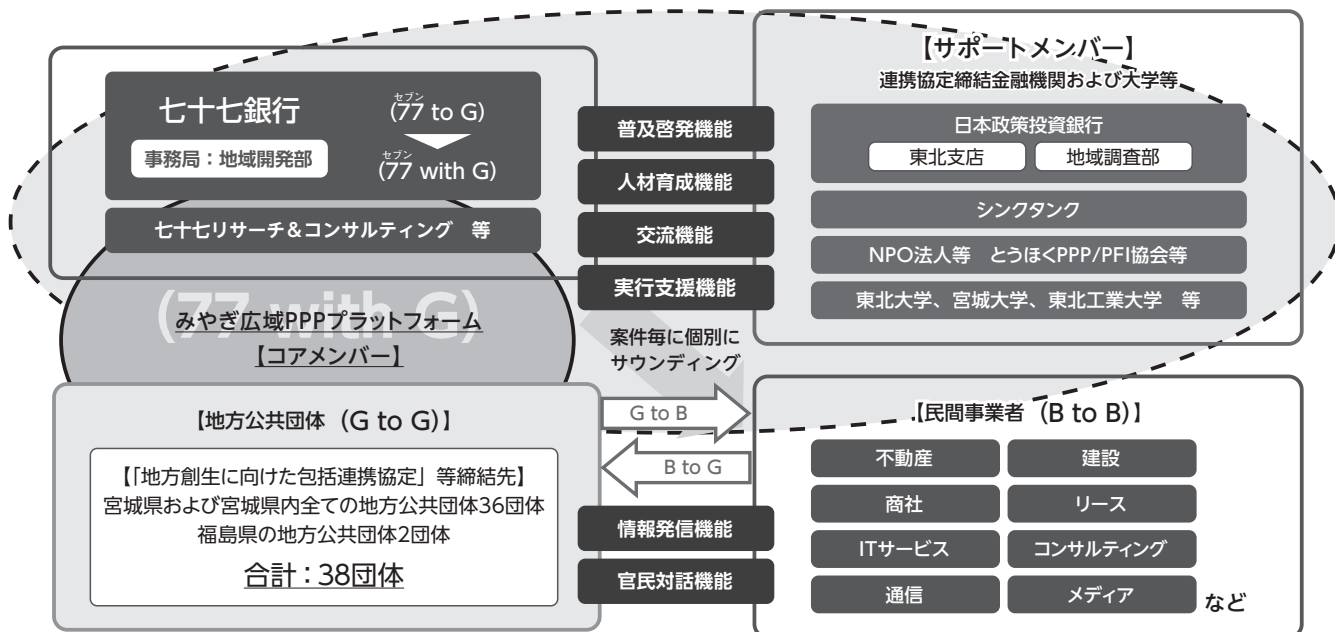 七十七銀行
事務局：地域開発部
セブン
(77 to G)
セブン
(77 with G)
七十七リサーチ&コンサルティング 等
(77 with G)
みやぎ広域PPPプラットフォーム
【コアメンバー】
普及啓発機能
人材育成機能
交流機能
実行支援機能
案件毎に個別に
サウンディング
【サポートメンバー】
連携協定締結金融機関および大学等
日本政策投資銀行
東北支店
地域調査部
シンクタンク
NPO法人等 とうほくPPP/PFI協会等
東北大学、宮城大学、東北工業大学 等
【地方公共団体（G to G）】
【「地方創生に向けた包括連携協定」等締結先】
宮城県および宮城県内全ての地方公共団体36団体
福島県の地方公共団体2団体
合計：38団体
G to B
B to G
情報発信機能
官民対話機能
【民間事業者（B to B）】
不動産
建設
商社
リース
ITサービス
コンサルティング
通信
メディア
など